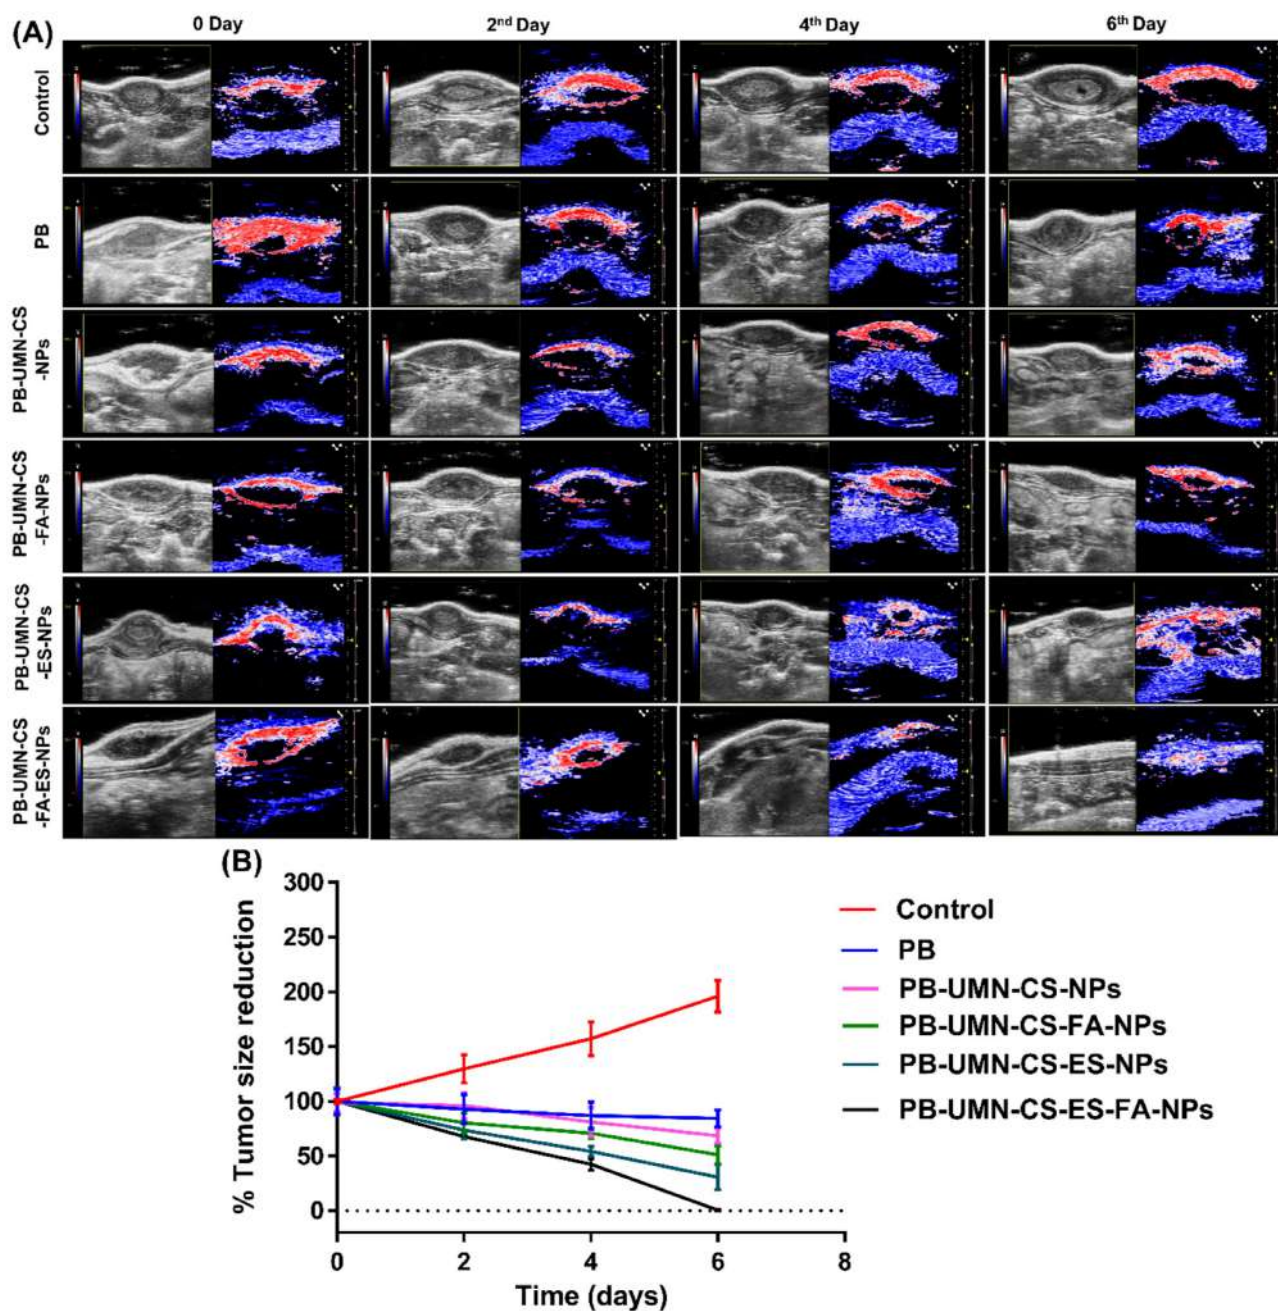 (A)
0 Day
2nd Day
4th Day
6th Day
Control
PB
PB-UMN-CS
-NPs
PB-UMN-CS
-FA-NPs
PB-UMN-CS
-ES-NPs
PB-UMN-CS
-FA-ES-NPs
(B)
% Tumor size reduction
300
250
200
150
100
50
0
0
2
4
6
8
Time (days)
Control
PB
PB-UMN-CS-NPs
PB-UMN-CS-FA-NPs
PB-UMN-CS-ES-NPs
PB-UMN-CS-ES-FA-NPs